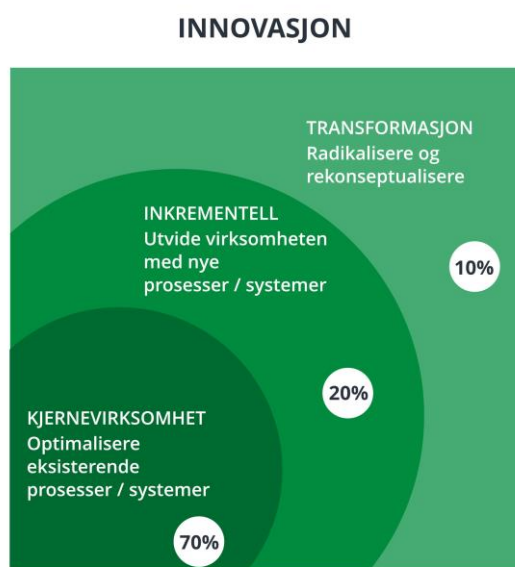 INNOVASJON
TRANSFORMASJON
Radikalisere og
rekonseptualisere
10%
INKREMENTELL
Utvide virksomheten
med nye
prosesser / systemer
20%
KJERNEVIRKSOMHET
Optimalisere
eksisterende
prosesser / systemer
70%